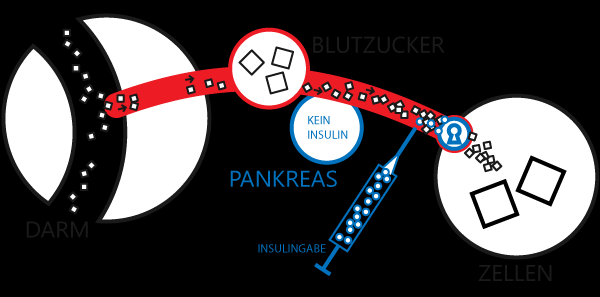 BLUTZUCKER
KEIN
INSULIN
PANKREAS
DARM
INSULINGABE
ZELLEN